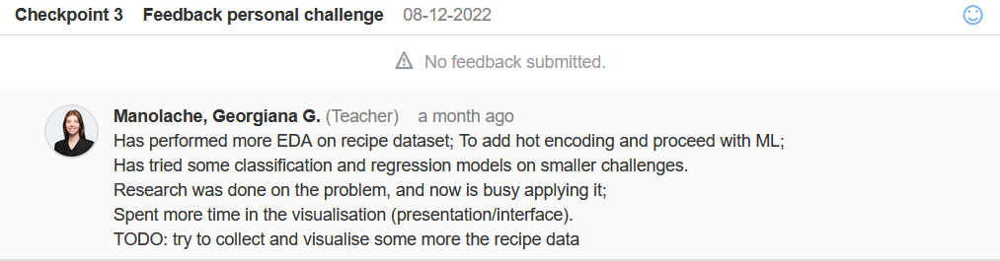 Checkpoint 3 Feedback personal challenge 08-12-2022
No feedback submitted.
Manolache, Georgiana G. (Teacher) a month ago
Has performed more EDA on recipe dataset; To add hot encoding and proceed with ML;
Has tried some classification and regression models on smaller challenges.
Research was done on the problem, and now is busy applying it;
Spent more time in the visualisation (presentation/interface).
TODO: try to collect and visualise some more the recipe data